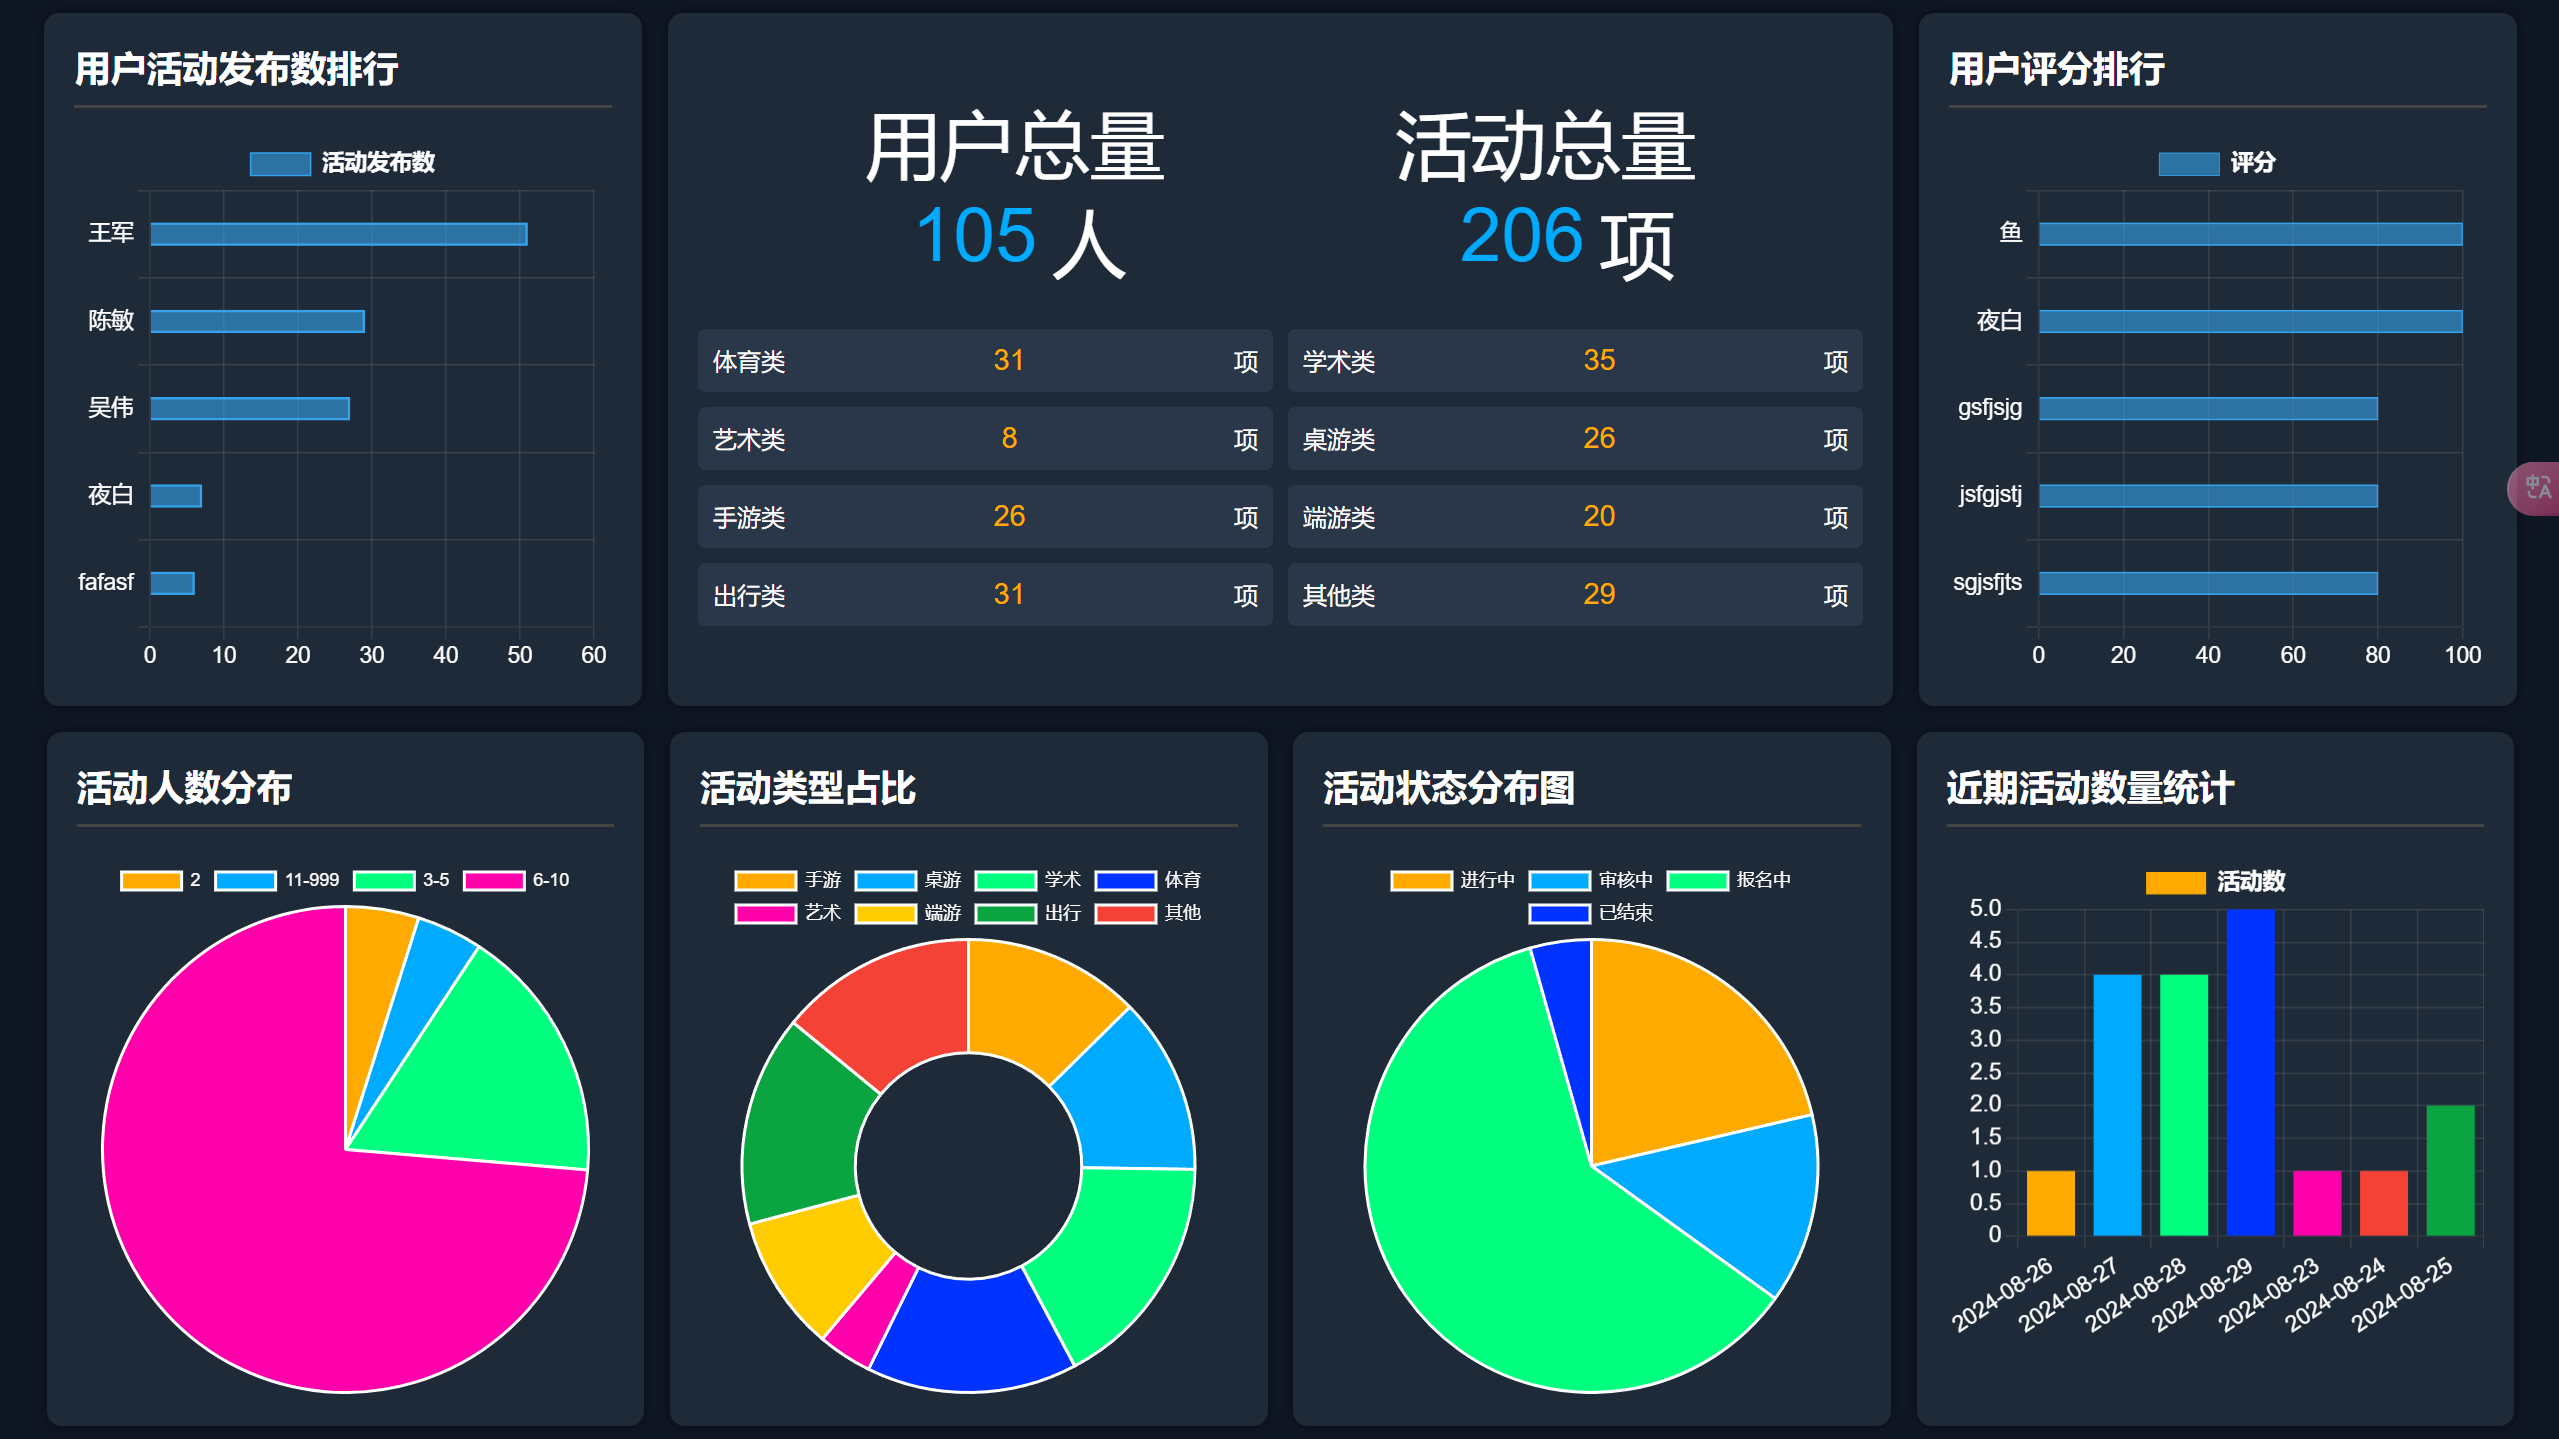 用户活动发布数排行
活动发布数
王军
陈敏
吴伟
夜白
fafasf
0 10 20 30 40 50 60
用户总量
105 人
活动总量
206 项
体育类 31 项
学术类 35 项
艺术类 8 项
桌游类 26 项
手游类 26 项
端游类 20 项
出行类 31 项
其他类 29 项
用户评分排行
评分
鱼
夜白
gsfjsjg
jsfgjstj
sgjsfjts
0 20 40 60 80 100
中A
活动人数分布
2 11-999 3-5 6-10
活动类型占比
手游 桌游 学术 体育
艺术 端游 出行 其他
活动状态分布图
进行中 审核中 报名中
已结束
近期活动数量统计
活动数
5.0
4.5
4.0
3.5
3.0
2.5
2.0
1.5
1.0
0.5
0
2024-08-26 2024-08-27 2024-08-28 2024-08-29 2024-08-23 2024-08-24 2024-08-25